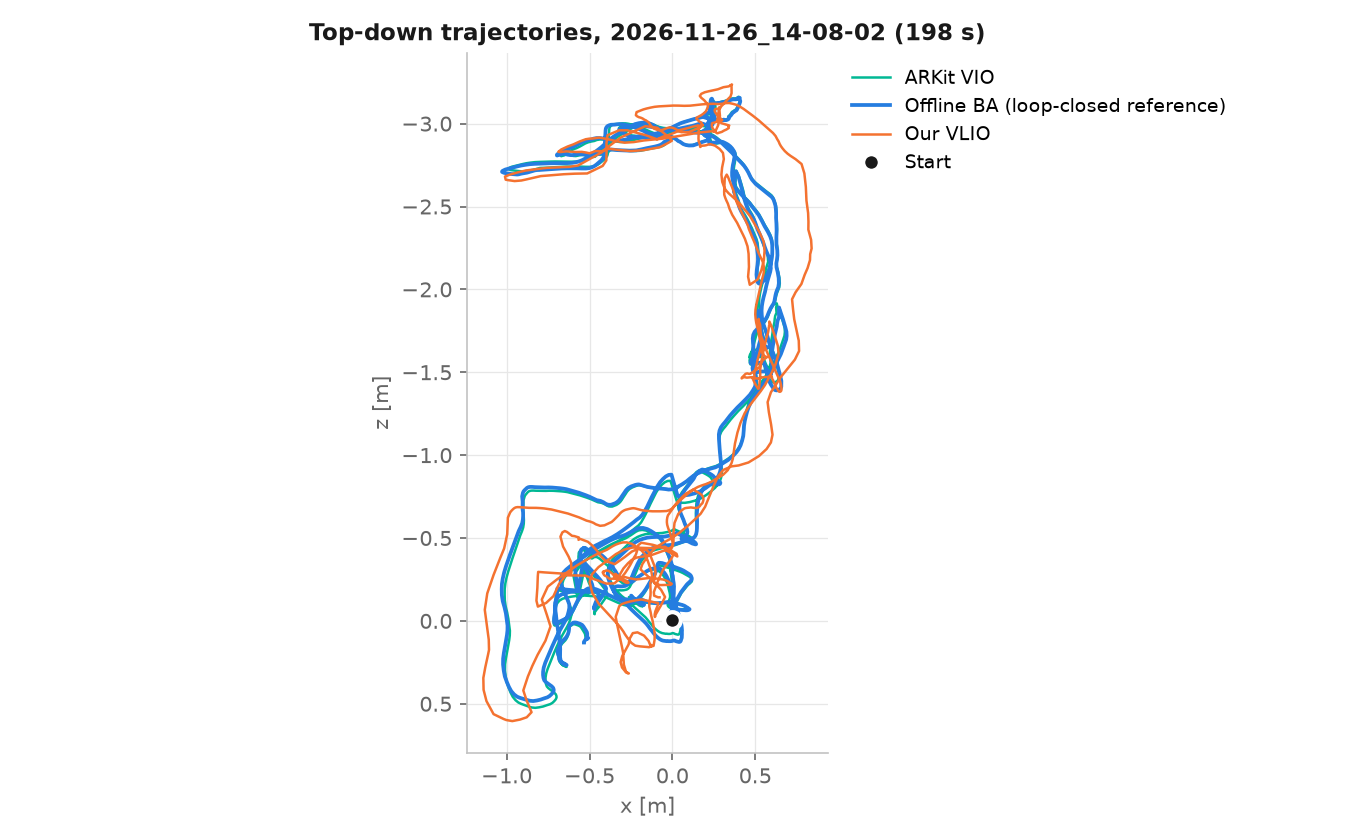 Top-down trajectories, 2026-11-26_14-08-02 (198 s)
ARKit VIO
Offline BA (loop-closed reference)
Our VLIO
Start
−3.0
−2.5
−2.0
−1.5
−1.0
−0.5
0.0
0.5
z [m]
−1.0 −0.5 0.0 0.5
x [m]